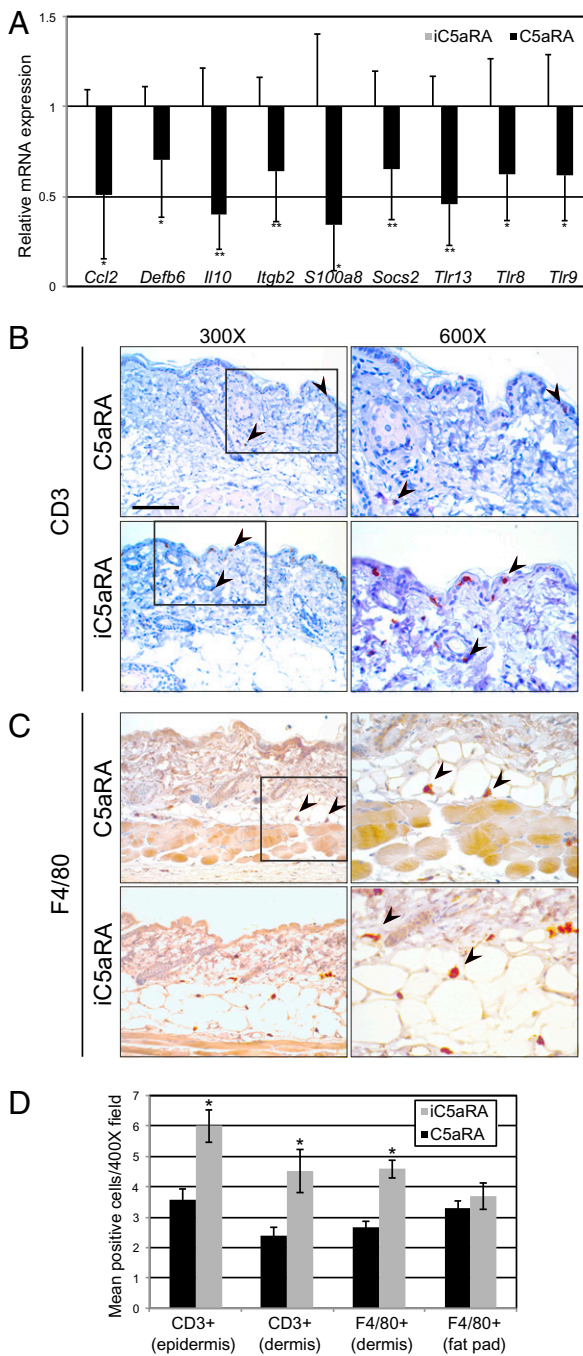 A
iC5aRA C5aRA
1.5
1
0.5
0
Relative mRNA expression
* * ** ** * ** ** * *
Ccl2 Defb6 Il10 Itgb2 S100a8 Socs2 Tlr13 Tlr8 Tlr9
B
300X 600X
CD3
C5aRA
iC5aRA
C
F4/80
C5aRA
iC5aRA
D
iC5aRA
C5aRA
7
6
5
4
3
2
1
0
Mean positive cells/400X field
* * *
CD3+ CD3+ F4/80+ F4/80+
(epidermis) (dermis) (dermis) (fat pad)